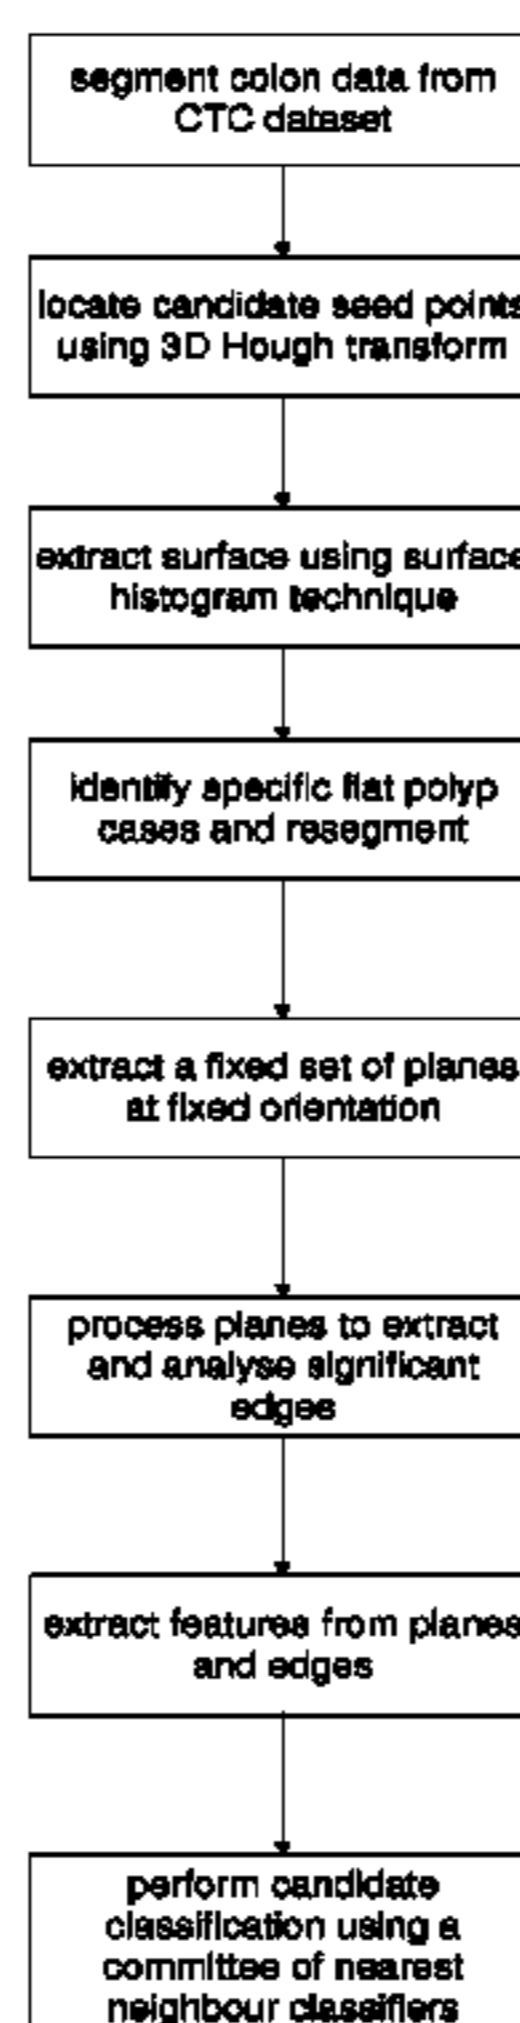 segment colon data from
CTC dataset
locate candidate seed points
using 3D Hough transform
extract surface using surface
histogram technique
identify specific flat polyp
cases and resegment
extract a fixed set of planes
at fixed orientation
process planes to extract
and analyse significant
edges
extract features from planes
and edges
perform candidate
classification using a
committee of nearest
neighbour classifiers